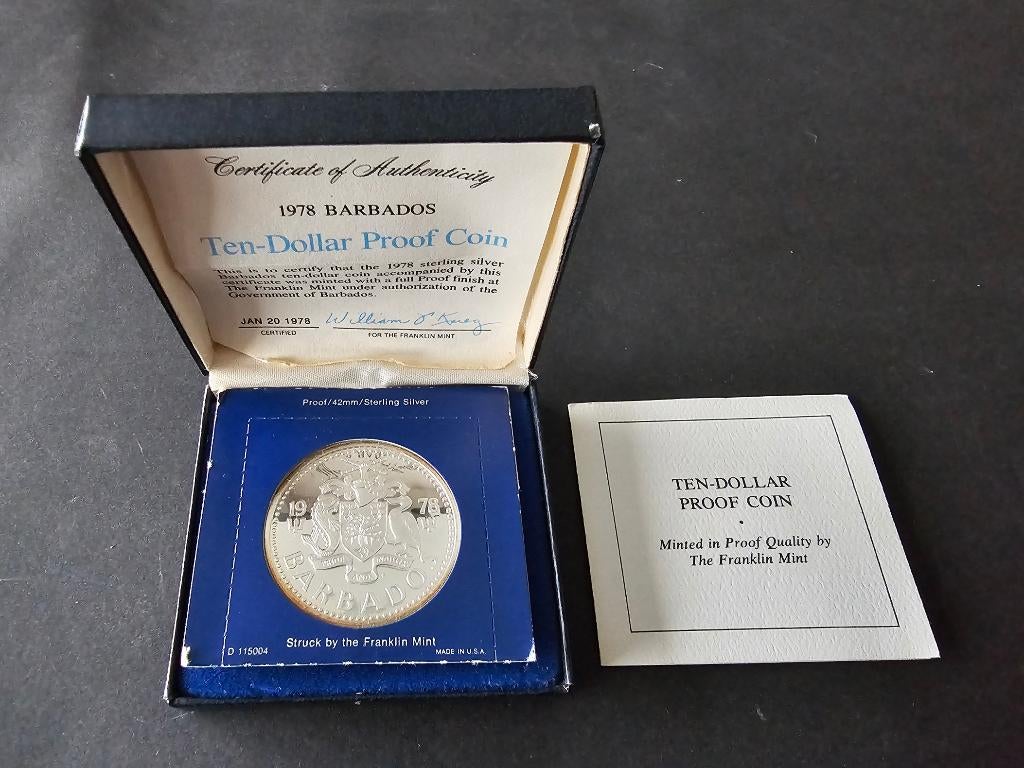 Certificate of Authenticity
1978 BARBADOS
Ten-Dollar Proof Coin
This is to certify that the 1978 sterling silver
Barbados ten-dollar coin accompanied by this
certificate was minted with a full Proof finish at
The Franklin Mint under authorization of the
Government of Barbados.
JAN 20 1978
CERTIFIED
FOR THE FRANKLIN MINT
Proof/42mm/Sterling Silver
19 78
PRIDE AND INDUSTRY
BARBADOS
Struck by the Franklin Mint
D 115004
MADE IN U.S.A.
TEN-DOLLAR
PROOF COIN
•
Minted in Proof Quality by
The Franklin Mint